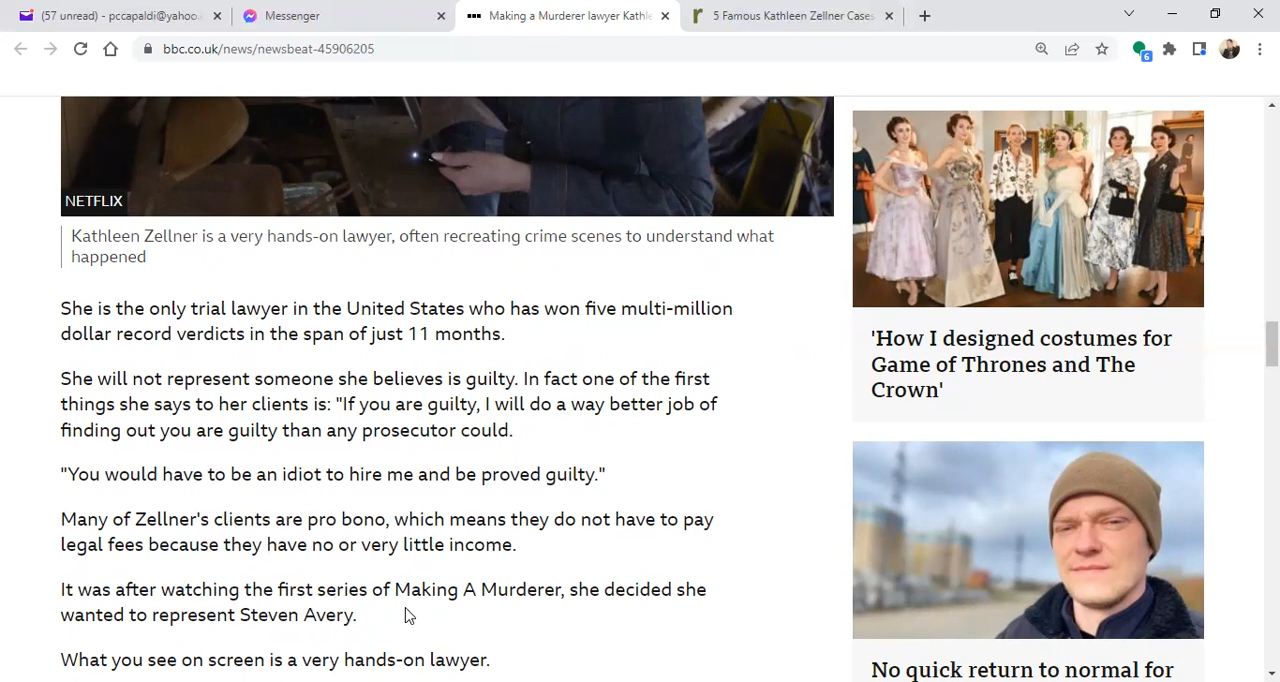 (57 unread) - pccapaldi@yahoo.
Messenger
Making a Murderer lawyer Kathle
5 Famous Kathleen Zellner Cases
bbc.co.uk/news/newsbeat-45906205
6
NETFLIX
Kathleen Zellner is a very hands-on lawyer, often recreating crime scenes to understand what
happened
She is the only trial lawyer in the United States who has won five multi-million
dollar record verdicts in the span of just 11 months.
She will not represent someone she believes is guilty. In fact one of the first
things she says to her clients is: "If you are guilty, I will do a way better job of
finding out you are guilty than any prosecutor could.
"You would have to be an idiot to hire me and be proved guilty."
Many of Zellner's clients are pro bono, which means they do not have to pay
legal fees because they have no or very little income.
It was after watching the first series of Making A Murderer, she decided she
wanted to represent Steven Avery.
What you see on screen is a very hands-on lawyer.
'How I designed costumes for
Game of Thrones and The
Crown'
No quick return to normal for